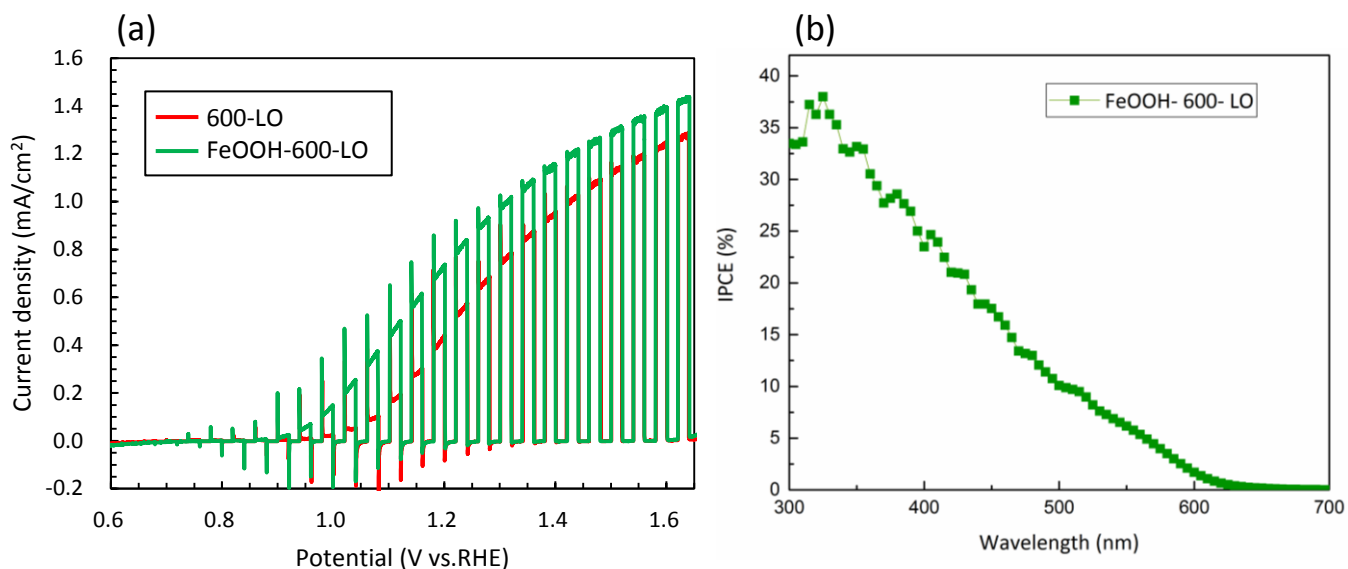 (a)
1.6
1.4
1.2
1.0
0.8
0.6
0.4
0.2
0.0
-0.2
Current density (mA/cm2)
600-LO
FeOOH-600-LO
0.6 0.8 1.0 1.2 1.4 1.6
Potential (V vs.RHE)
(b)
40
35
30
25
20
15
10
5
0
IPCE (%)
FeOOH- 600- LO
300 400 500 600 700
Wavelength (nm)